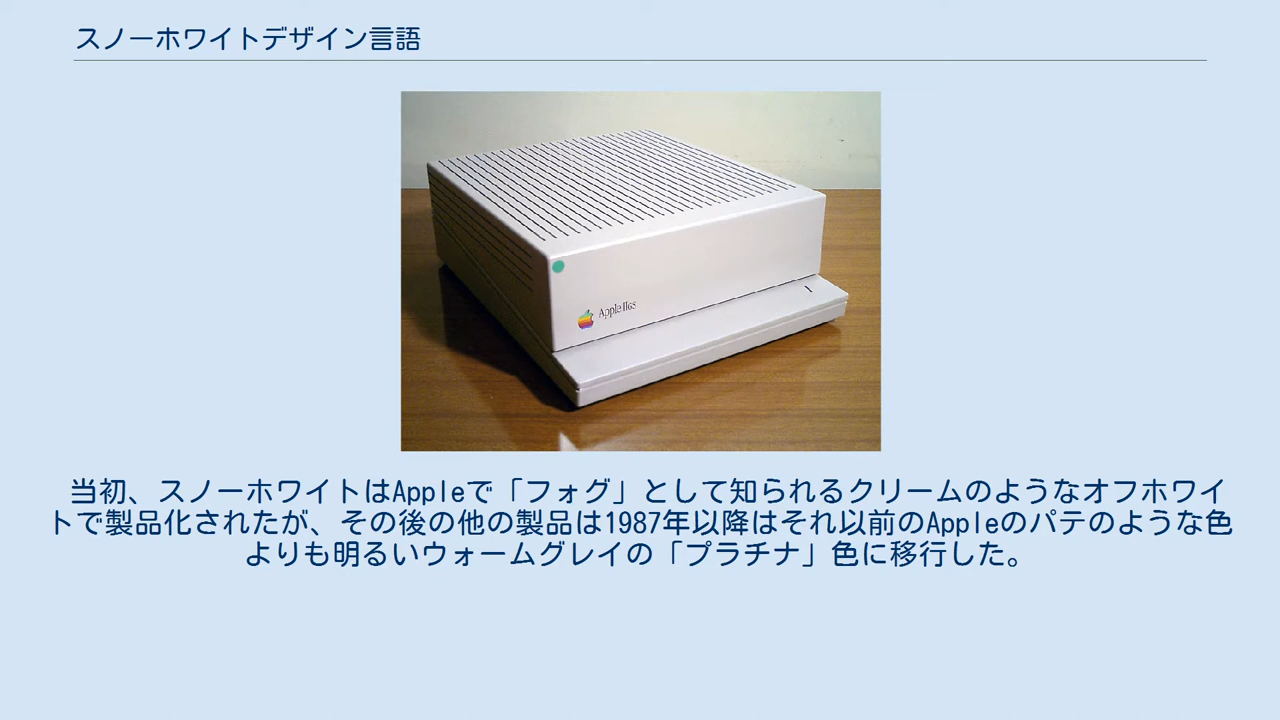 スノーホワイトデザイン言語
Apple IIGS
当初、スノーホワイトはAppleで「フォグ」として知られるクリームのようなオフホワイ
トで製品化されたが、その後の他の製品は1987年以降はそれ以前のAppleのパテのような色
よりも明るいウォームグレイの「プラチナ」色に移行した。